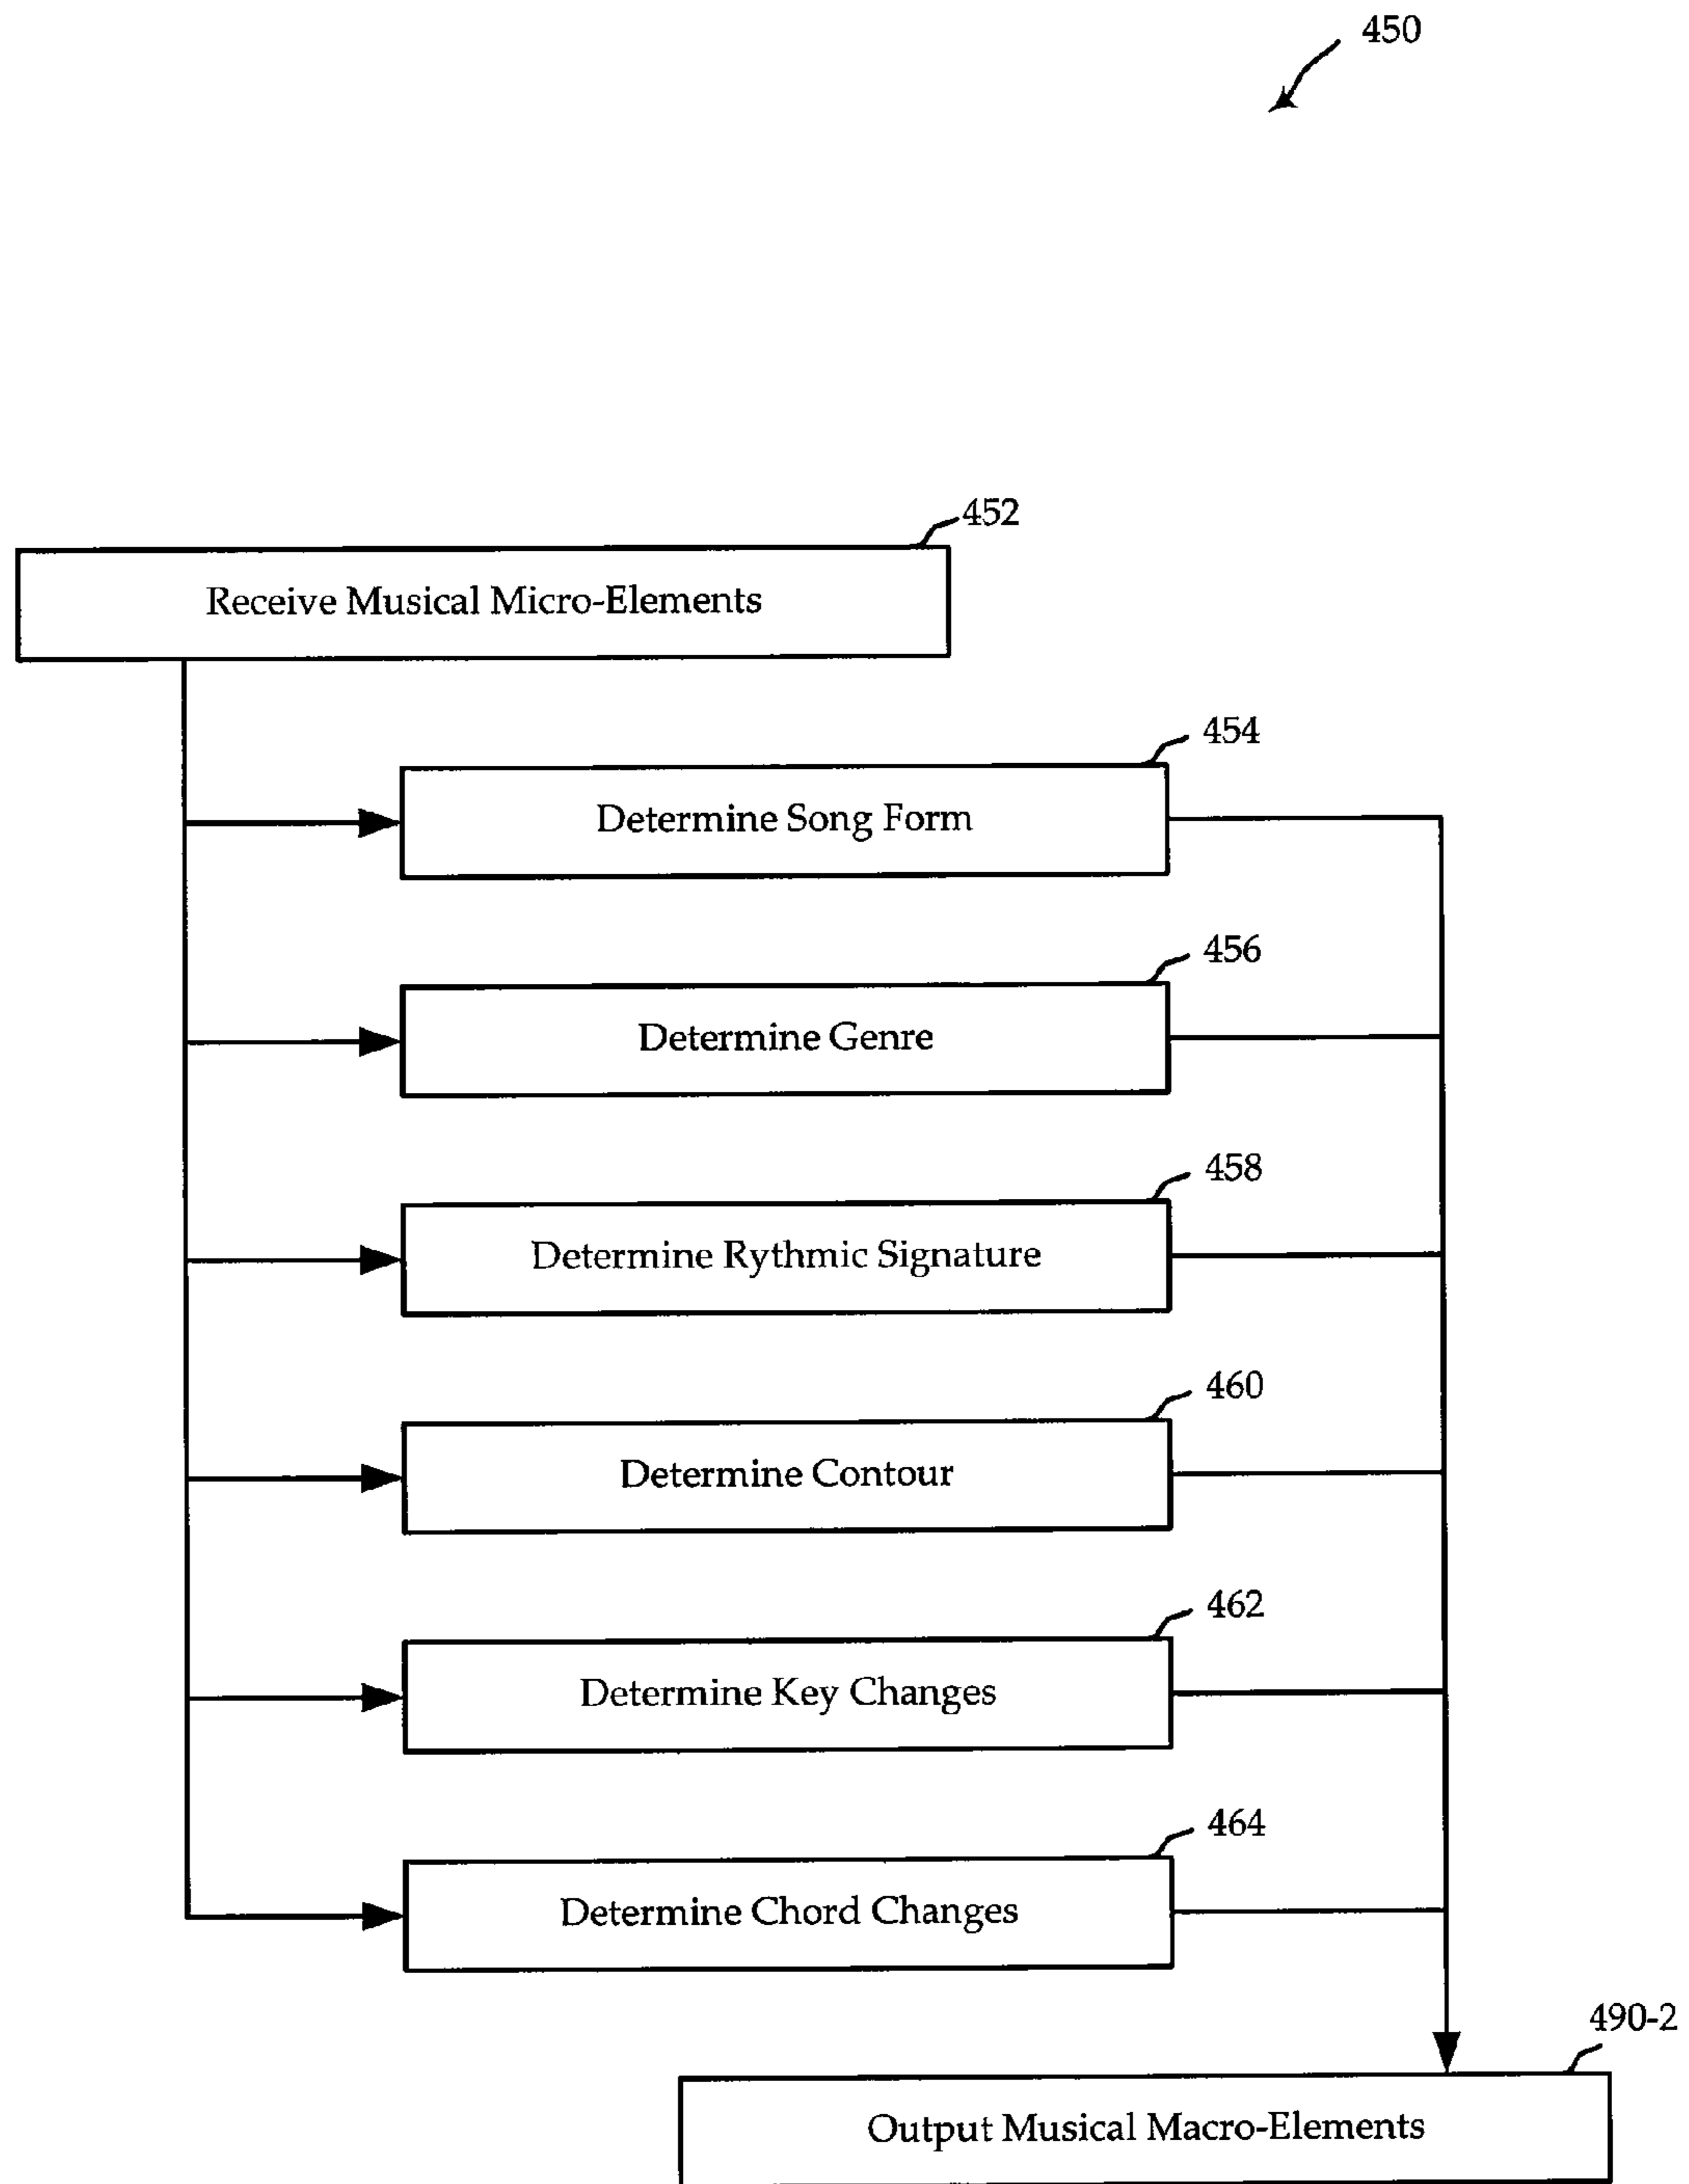 450
452
Receive Musical Micro-Elements
454
Determine Song Form
456
Determine Genre
458
Determine Rythmic Signature
460
Determine Contour
462
Determine Key Changes
464
Determine Chord Changes
490-2
Output Musical Macro-Elements